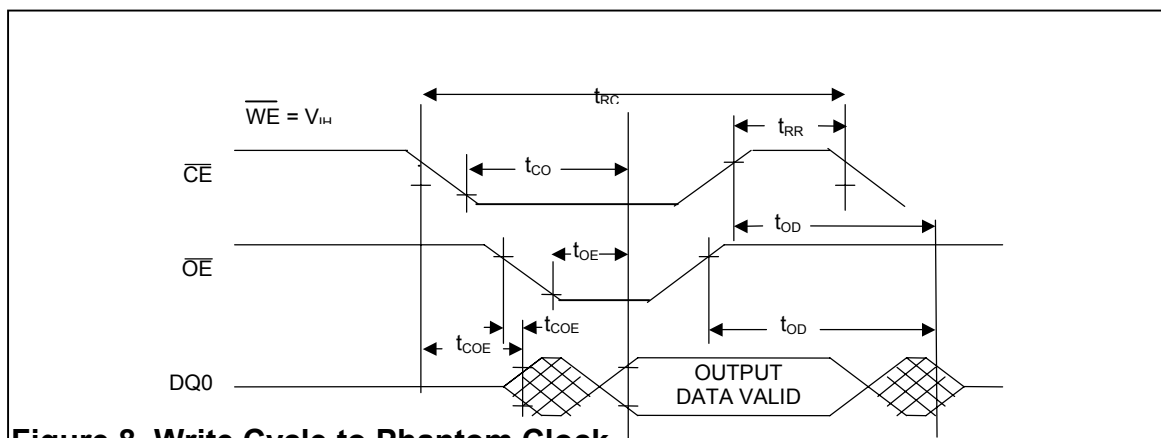 tRC
WE = VIH
tRR
CE
tCO
tOD
OE
tOE
tCOE
tOD
tCOE
DQ0
OUTPUT
DATA VALID
Figure 8. Write Cycle to Phantom Clock